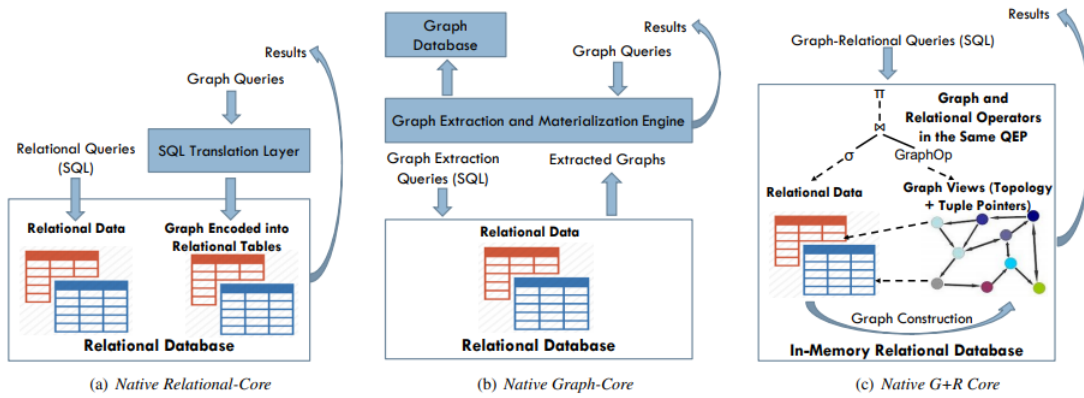 Results
Graph Queries
SQL Translation Layer
Relational Queries
(SQL)
Relational Data
Graph Encoded into
Relational Tables
Relational Database
(a) Native Relational-Core
Graph
Database
Results
Graph Queries
Graph Extraction and Materialization Engine
Graph Extraction
Queries (SQL)
Extracted Graphs
Relational Data
Relational Database
(b) Native Graph-Core
Results
Graph-Relational Queries (SQL)
π
Graph and
Relational Operators
in the Same QEP
⋈
σ
GraphOp
Relational Data
Graph Views (Topology
+ Tuple Pointers)
Graph Construction
In-Memory Relational Database
(c) Native G+R Core